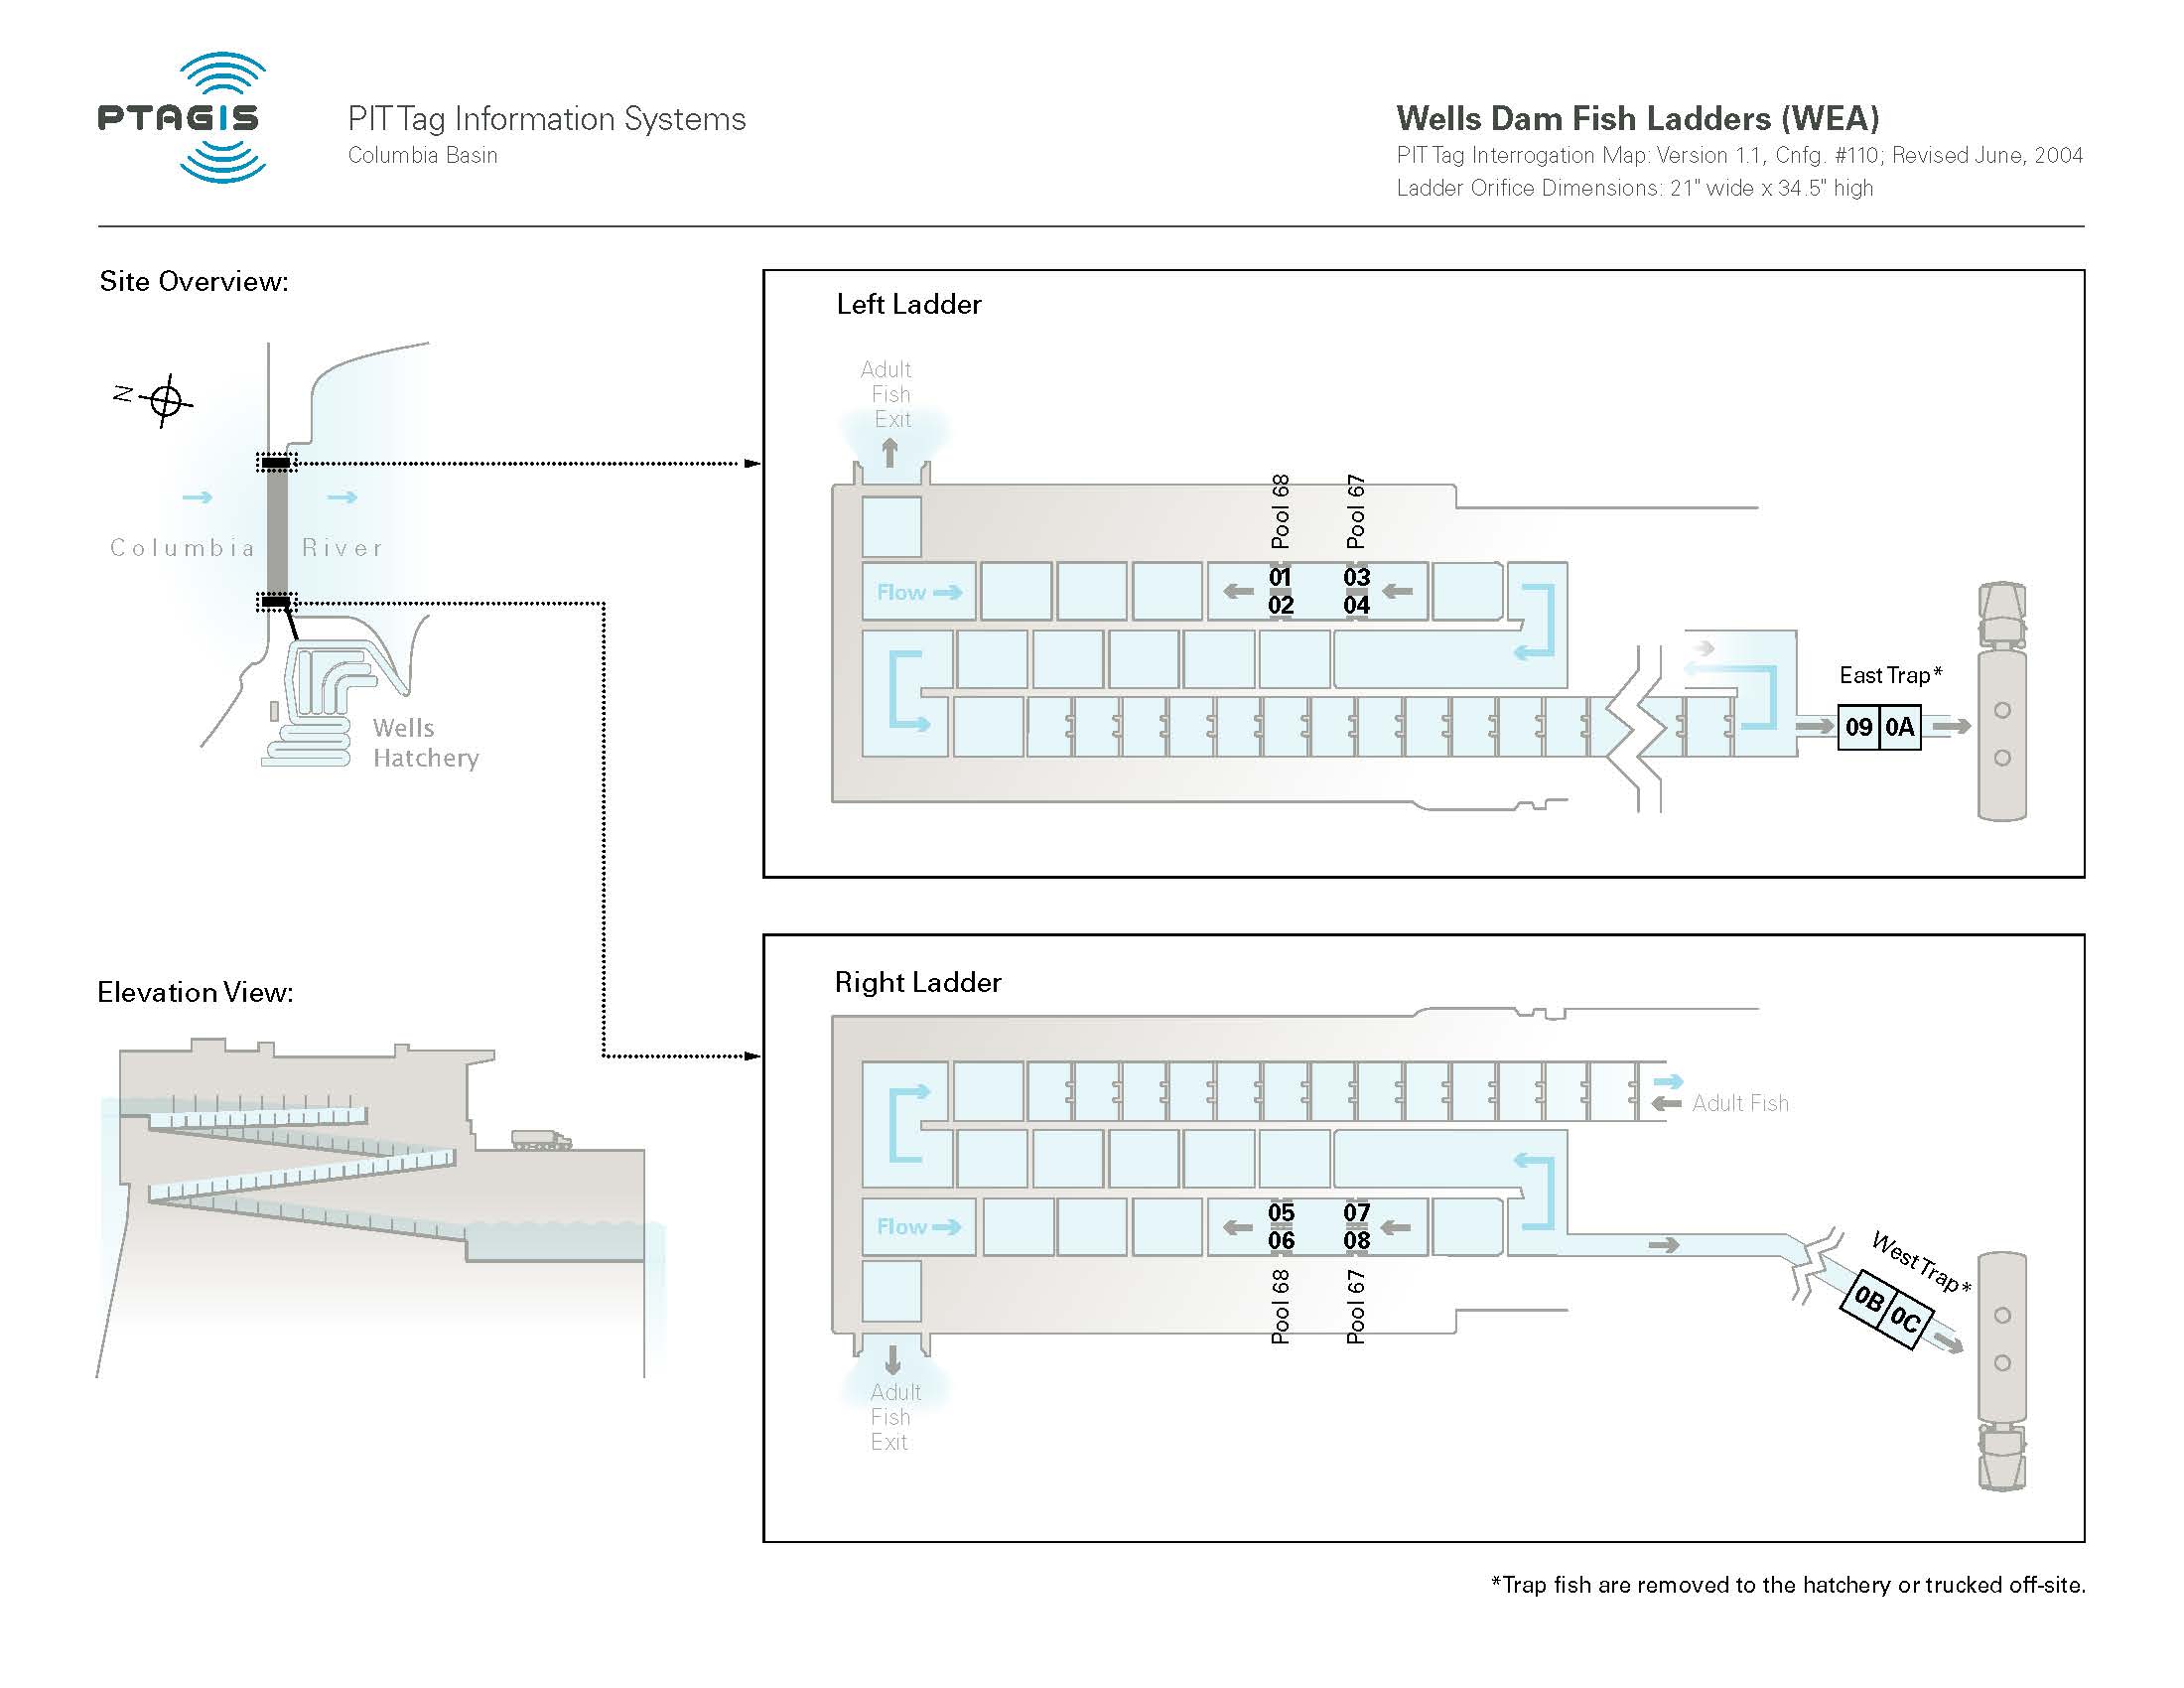 PTAGIS
PIT Tag Information Systems
Columbia Basin
Wells Dam Fish Ladders (WEA)
PIT Tag Interrogation Map: Version 1.1, Cnfg. #110; Revised June, 2004
Ladder Orifice Dimensions: 21" wide x 34.5" high
Site Overview:
N
Columbia River
Wells
Hatchery
Left Ladder
Adult
Fish
Exit
Pool 68
Pool 67
Flow
01
02
03
04
East Trap*
09 0A
Elevation View:
Right Ladder
Adult Fish
Flow
05
06
07
08
Pool 68
Pool 67
West Trap*
0B 0C
Adult
Fish
Exit
*Trap fish are removed to the hatchery or trucked off-site.